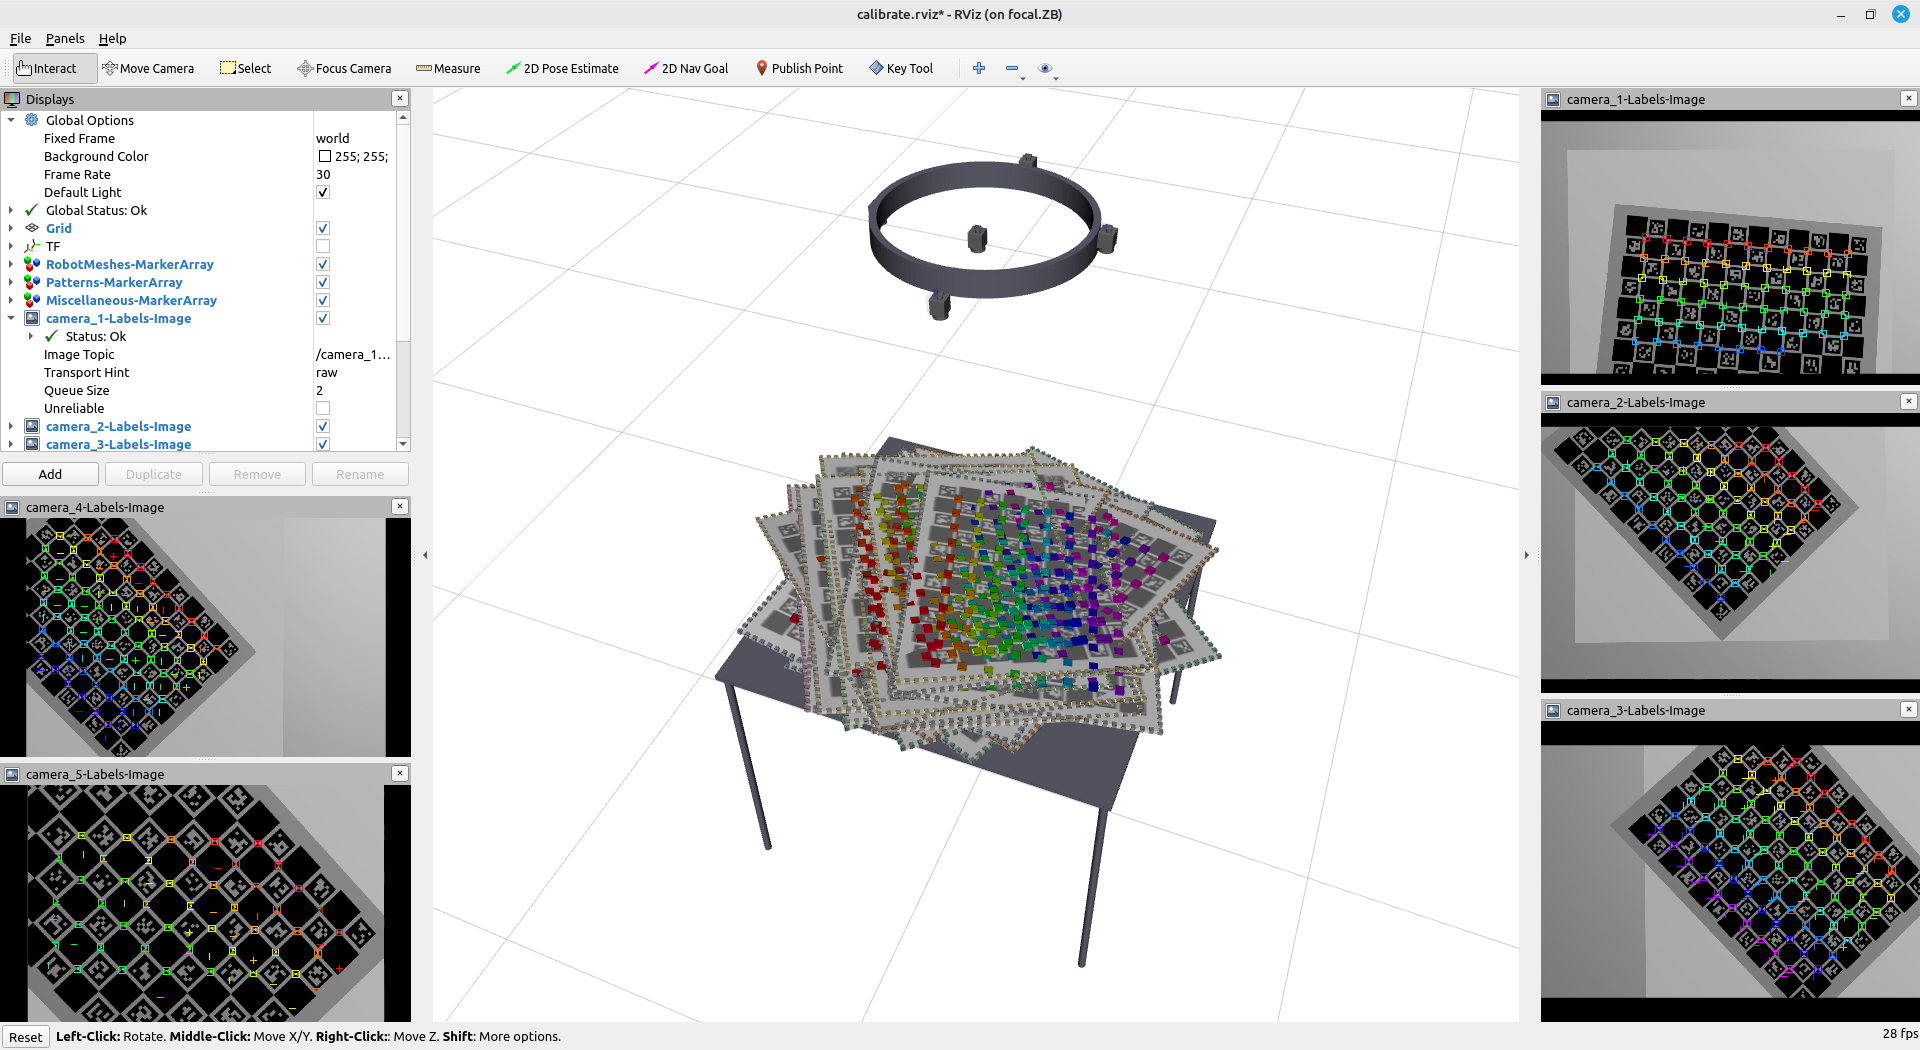 calibrate.rviz* - RViz (on focal.ZB)
File Panels Help
Interact Move Camera Select Focus Camera Measure 2D Pose Estimate 2D Nav Goal Publish Point Key Tool
Displays
Global Options
Fixed Frame world
Background Color 255; 255;
Frame Rate 30
Default Light
Global Status: Ok
Grid
TF
RobotMeshes-MarkerArray
Patterns-MarkerArray
Miscellaneous-MarkerArray
camera_1-Labels-Image
Status: Ok
Image Topic /camera_1...
Transport Hint raw
Queue Size 2
Unreliable
camera_2-Labels-Image
camera_3-Labels-Image
Add Duplicate Remove Rename
camera_4-Labels-Image
camera_5-Labels-Image
camera_1-Labels-Image
camera_2-Labels-Image
camera_3-Labels-Image
Reset Left-Click: Rotate. Middle-Click: Move X/Y. Right-Click:: Move Z. Shift: More options. 28 fps